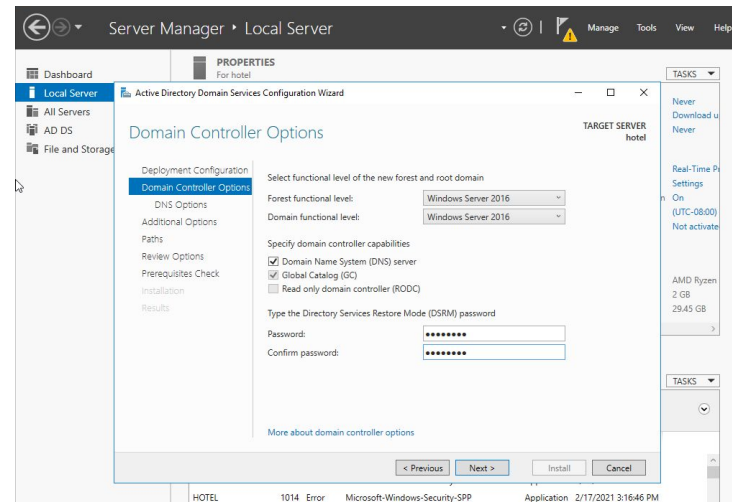 Server Manager ▸ Local Server
Manage Tools View Help
Dashboard
Local Server
All Servers
AD DS
File and Storage
PROPERTIES
For hotel
TASKS
Never
Download u
Never
Real-Time Pr
Settings
On
(UTC-08:00)
Not activate
AMD Ryzen
2 GB
29.45 GB
TASKS
Active Directory Domain Services Configuration Wizard
Domain Controller Options
TARGET SERVER
hotel
Deployment Configuration
Domain Controller Options
DNS Options
Additional Options
Paths
Review Options
Prerequisites Check
Installation
Results
Select functional level of the new forest and root domain
Forest functional level: Windows Server 2016
Domain functional level: Windows Server 2016
Specify domain controller capabilities
Domain Name System (DNS) server
Global Catalog (GC)
Read only domain controller (RODC)
Type the Directory Services Restore Mode (DSRM) password
Password: ●●●●●●●●
Confirm password: ●●●●●●●●
More about domain controller options
< Previous Next > Install Cancel
HOTEL 1014 Error Microsoft-Windows-Security-SPP Application 2/17/2021 3:16:46 PM